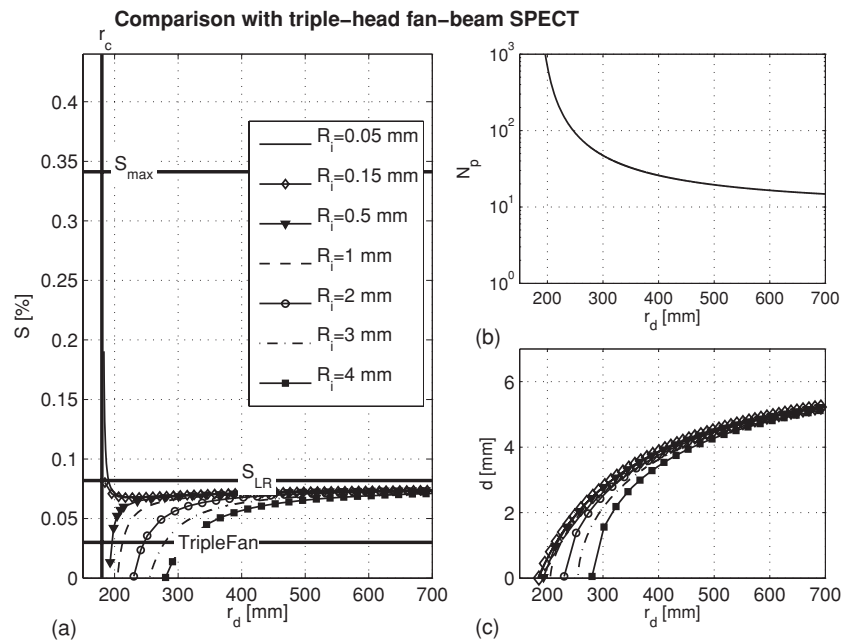 Comparison with triple−head fan−beam SPECT
r_c
0.4
0.35
0.3
0.25
0.2
0.15
0.1
0.05
0
S [%]
S_max
R_i=0.05 mm
R_i=0.15 mm
R_i=0.5 mm
R_i=1 mm
R_i=2 mm
R_i=3 mm
R_i=4 mm
S_LR
TripleFan
200 300 400 500 600 700
r_d [mm]
(a)
10^3
10^2
10^1
10^0
N_p
200 300 400 500 600 700
r_d [mm]
(b)
6
4
2
0
d [mm]
200 300 400 500 600 700
r_d [mm]
(c)